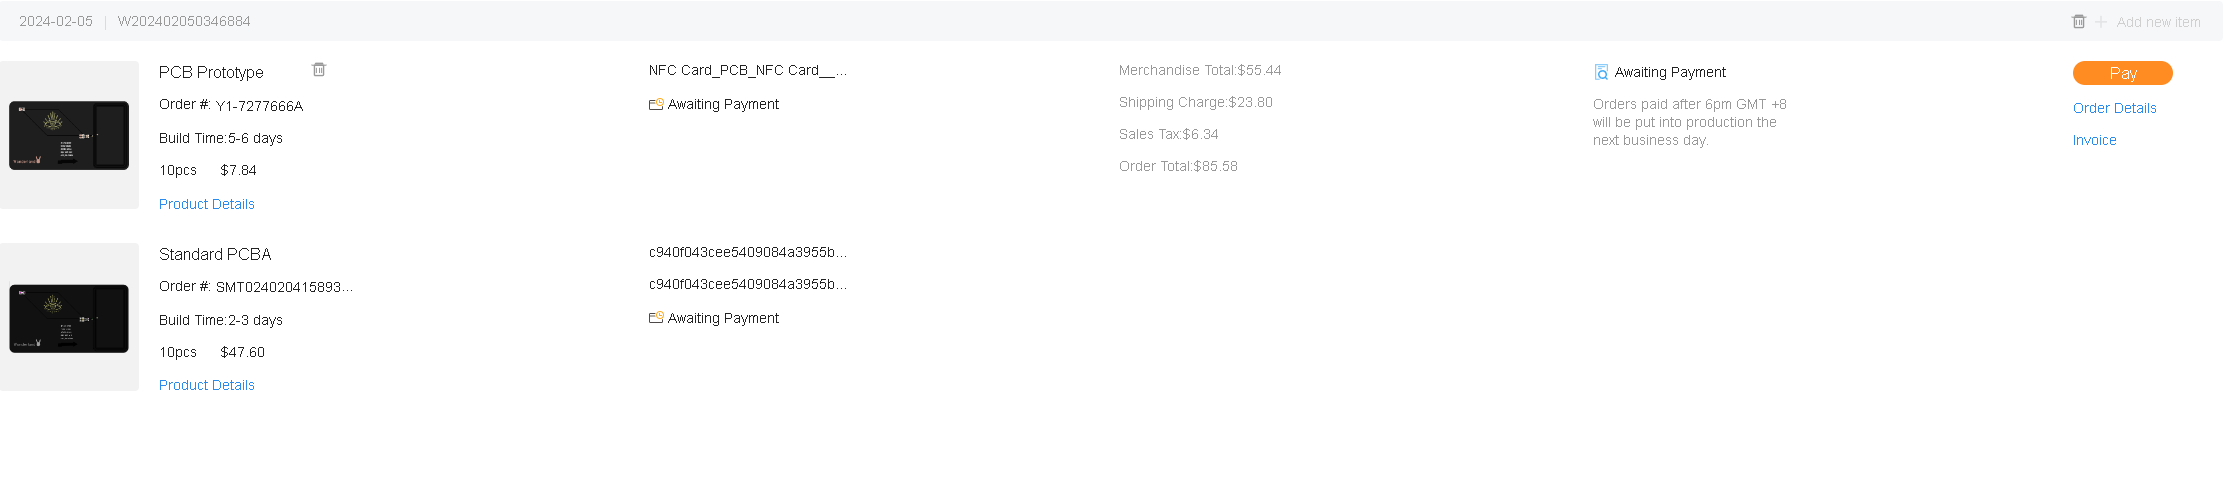 2024-02-05 | W202402050346884
Add new item
PCB Prototype
Order #: Y1-7277666A
Build Time:5-6 days
10pcs $7.84
Product Details
NFC Card_PCB_NFC Card__...
Awaiting Payment
Merchandise Total:$55.44
Shipping Charge:$23.80
Sales Tax:$6.34
Order Total:$85.58
Awaiting Payment
Orders paid after 6pm GMT +8
will be put into production the
next business day.
Pay
Order Details
Invoice
Standard PCBA
Order #: SMT024020415893...
Build Time:2-3 days
10pcs $47.60
Product Details
c940f043cee5409084a3955b...
c940f043cee5409084a3955b...
Awaiting Payment